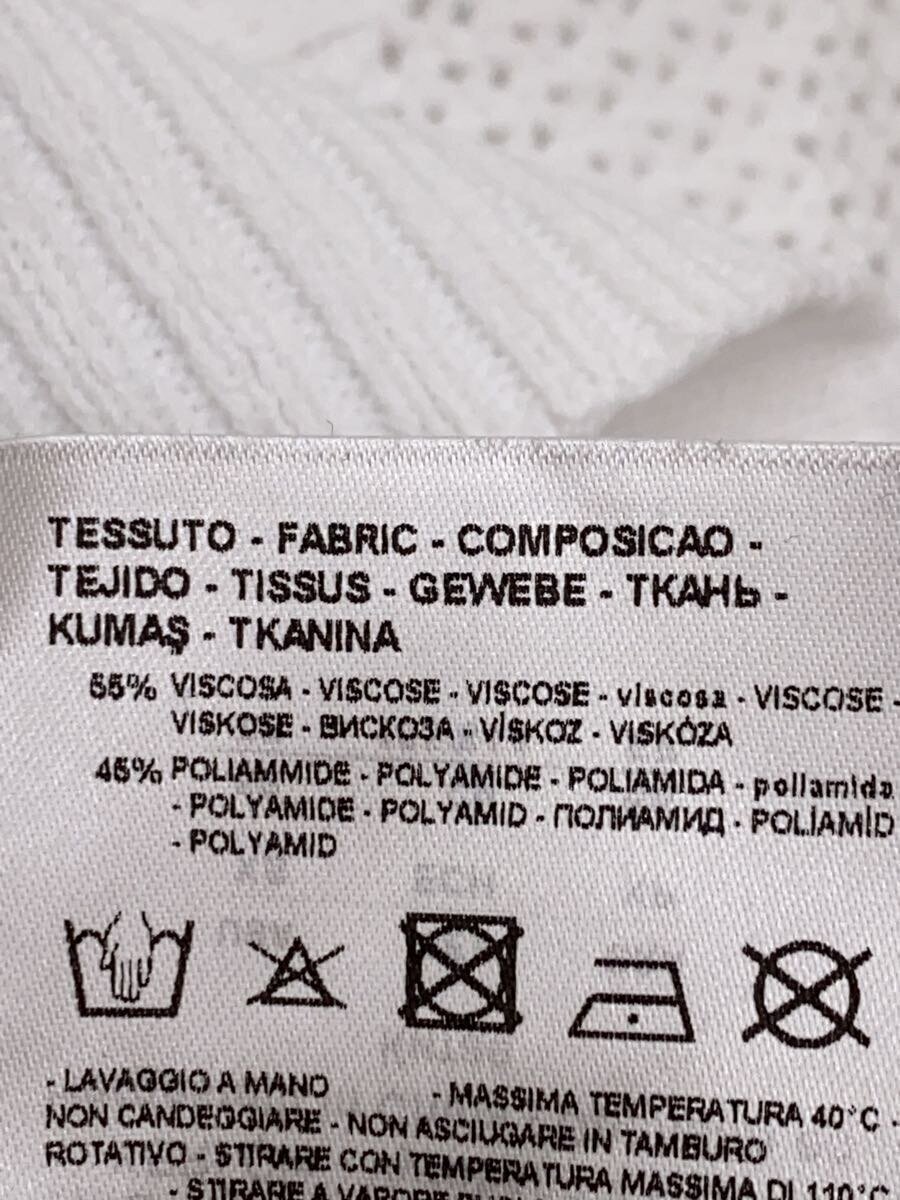 TESSUTO - FABRIC - COMPOSICAO -
TEJIDO - TISSUS - GEWEBE - ТКАНЬ -
KUMAŞ - TKANINA
55% VISCOSA - VISCOSE - VISCOSE - viscosa - VISCOSE -
VISKOSE - ВИСКОЗА - VİSKOZ - VISKÓZA
45% POLIAMMIDE - POLYAMIDE - POLIAMIDA - poliamida
- POLYAMIDE - POLYAMID - ПОЛИАМИД - POLİAMİD
- POLYAMID
- LAVAGGIO A MANO - MASSIMA TEMPERATURA 40°C -
NON CANDEGGIARE - NON ASCIUGARE IN TAMBURO
ROTATIVO - STIRARE CON TEMPERATURA MASSIMA DI 110°C
- STIRARE A VAPORE